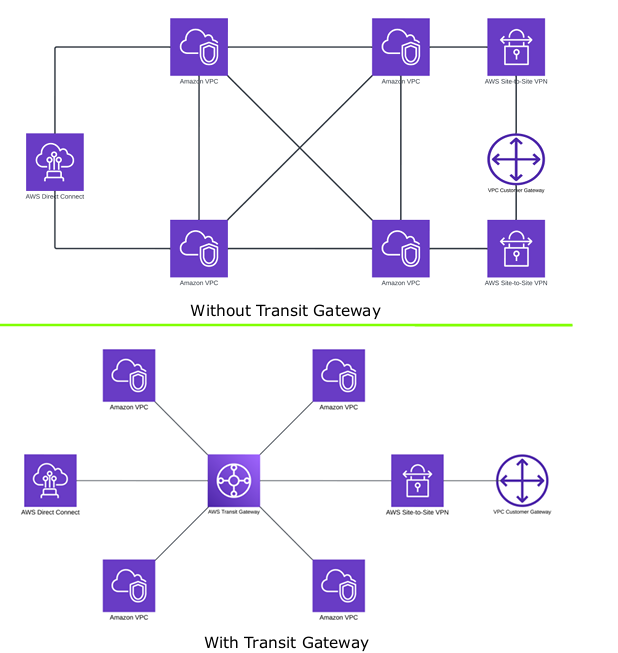 Amazon VPC
Amazon VPC
AWS Site-to-Site VPN
AWS Direct Connect
VPC Customer Gateway
Amazon VPC
Amazon VPC
AWS Site-to-Site VPN
Without Transit Gateway
Amazon VPC
Amazon VPC
AWS Direct Connect
AWS Transit Gateway
AWS Site-to-Site VPN
VPC Customer Gateway
Amazon VPC
Amazon VPC
With Transit Gateway